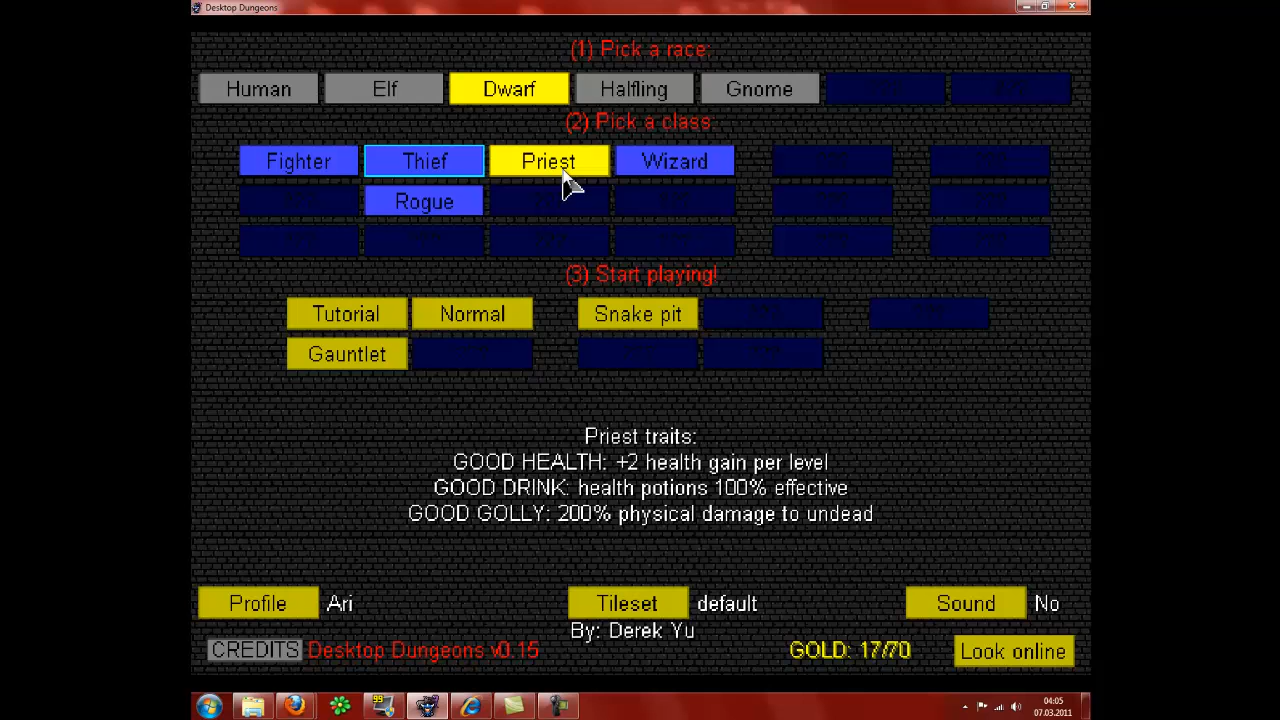 Desktop Dungeons
(1) Pick a race:
Human Elf Dwarf Halfling Gnome
(2) Pick a class
Fighter Thief Priest Wizard
Rogue
(3) Start playing!
Tutorial Normal Snake pit
Gauntlet
Priest traits:
GOOD HEALTH: +2 health gain per level
GOOD DRINK: health potions 100% effective
GOOD GOLLY: 200% physical damage to undead
Profile Ari Tileset default Sound No
By: Derek Yu
CREDITS Desktop Dungeons v0.15 GOLD: 17/70 Look online
99
04:05
07.03.2011